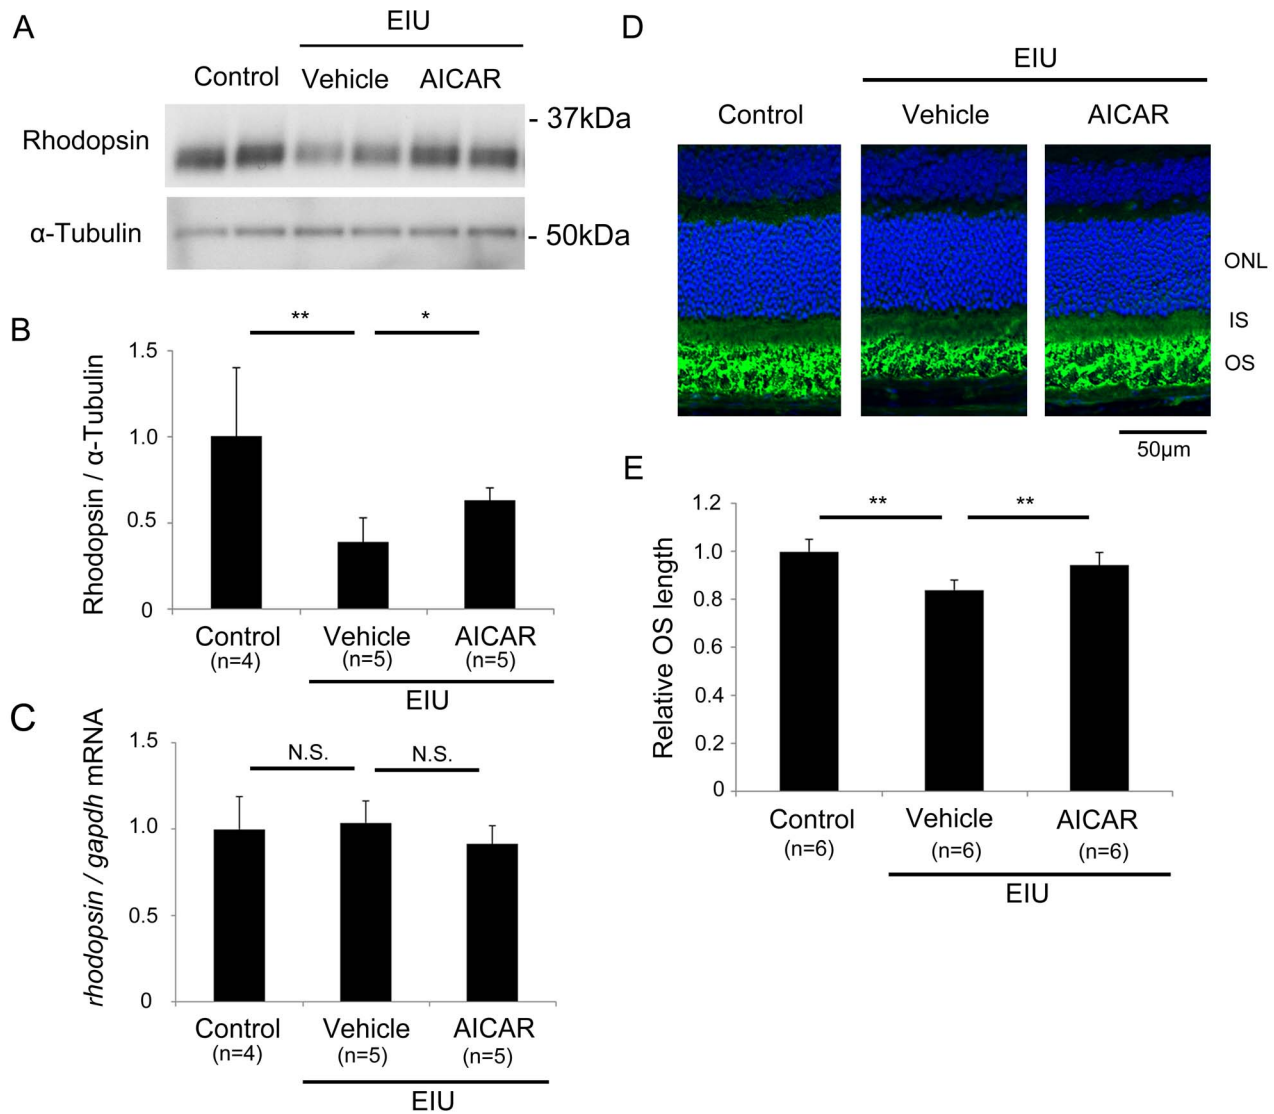 A
EIU
Control
Vehicle
AICAR
Rhodopsin
- 37kDa
α-Tubulin
- 50kDa
B
**
*
Rhodopsin / α-Tubulin
1.5
1.0
0.5
0
Control
Vehicle
AICAR
(n=4)
(n=5)
(n=5)
EIU
C
N.S.
N.S.
rhodopsin / gapdh mRNA
1.5
1.0
0.5
0
Control
Vehicle
AICAR
(n=4)
(n=5)
(n=5)
EIU
D
EIU
Control
Vehicle
AICAR
ONL
IS
OS
50μm
E
**
**
Relative OS length
1.2
1.0
0.8
0.6
0.4
0.2
0
Control
Vehicle
AICAR
(n=6)
(n=6)
(n=6)
EIU